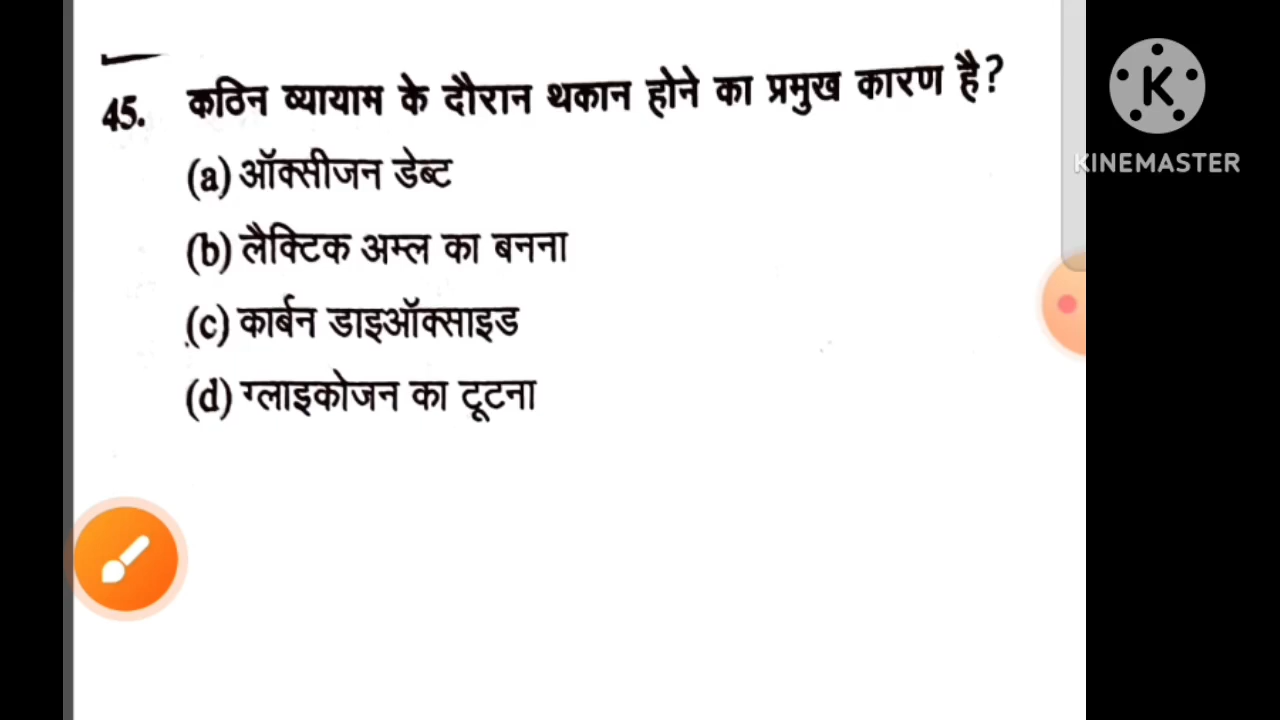 45. कठिन व्यायाम के दौरान थकान होने का प्रमुख कारण है?
(a) ऑक्सीजन डेब्ट
(b) लैक्टिक अम्ल का बनना
(c) कार्बन डाइऑक्साइड
(d) ग्लाइकोजन का टूटना
K
KINEMASTER